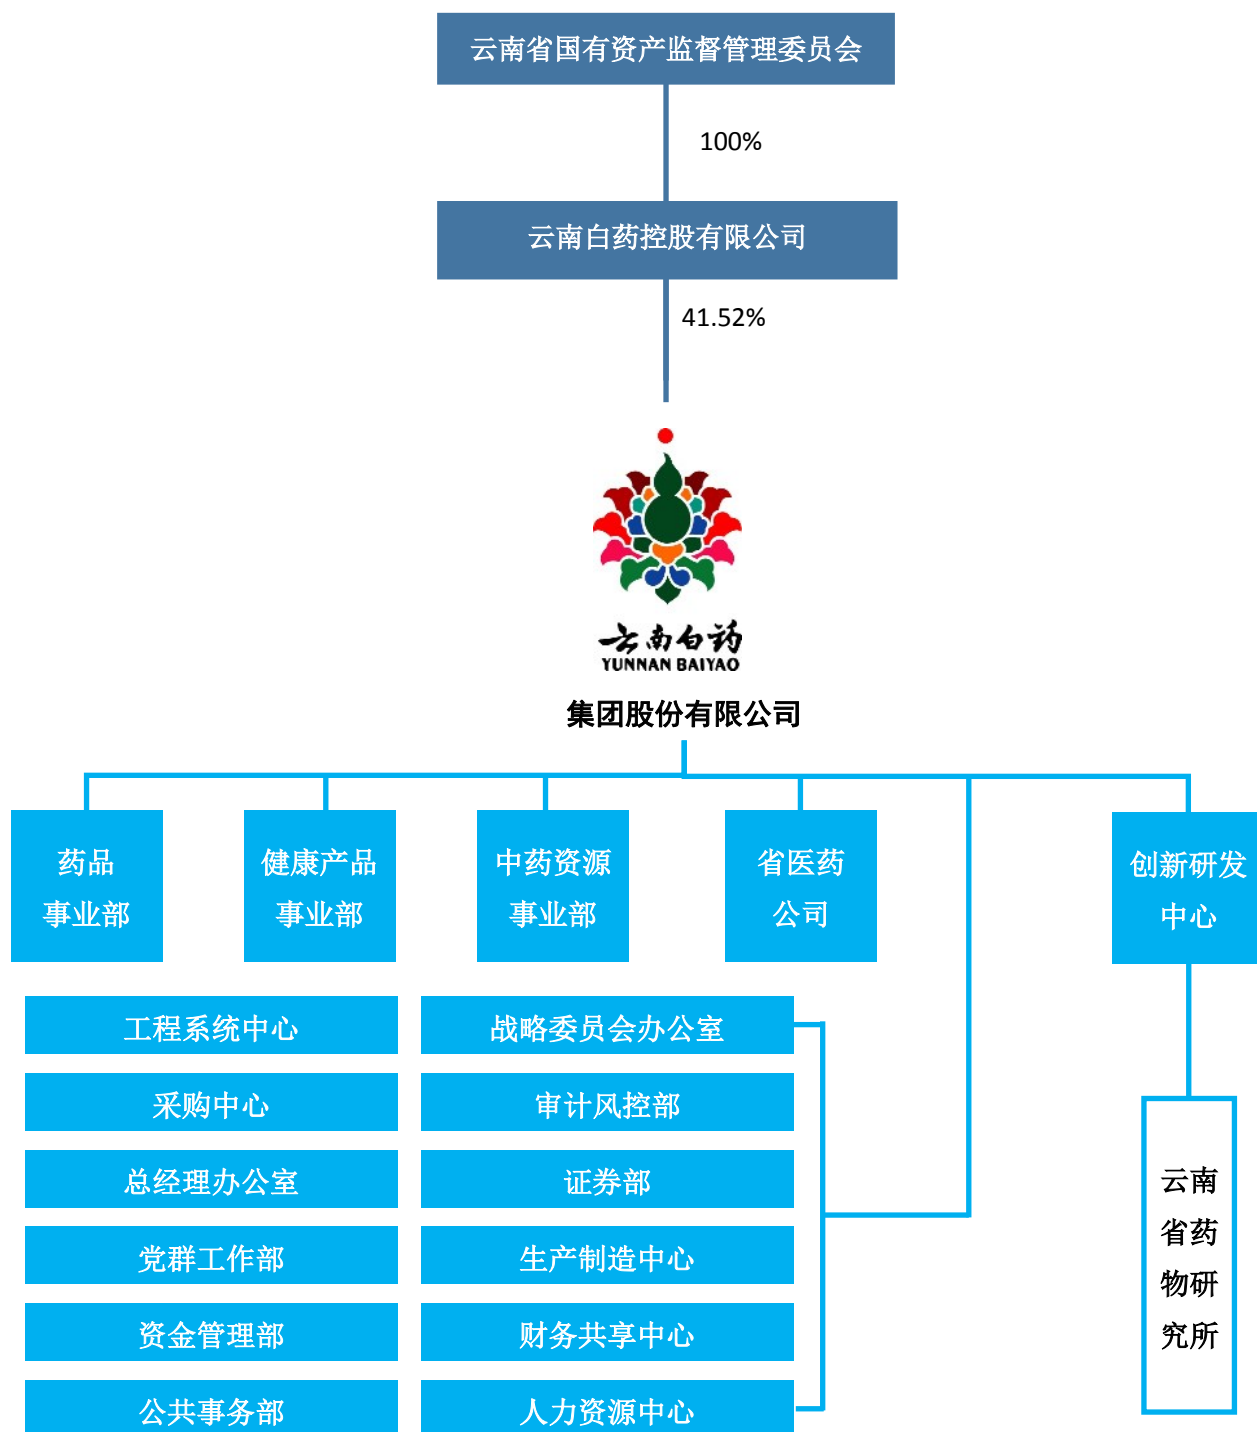 云南省国有资产监督管理委员会
100%
云南白药控股有限公司
41.52%
云南白药
YUNNAN BAIYAO
集团股份有限公司
药品
事业部
健康产品
事业部
中药资源
事业部
省医药
公司
创新研发
中心
工程系统中心
战略委员会办公室
采购中心
审计风控部
总经理办公室
证券部
党群工作部
生产制造中心
资金管理部
财务共享中心
公共事务部
人力资源中心
云南
省药
物研
究所